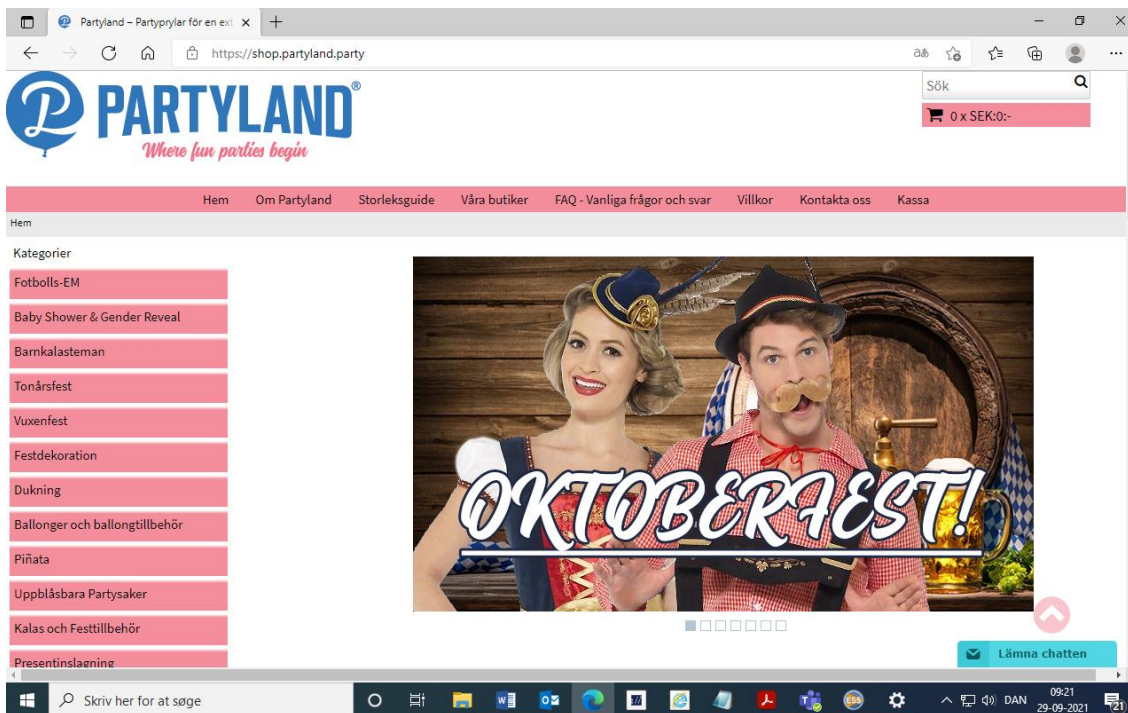 Partyland – Partyprylar för en ext
https://shop.partyland.party
PARTYLAND®
Where fun parties begin
Sök
0 x SEK:0:-
Hem Om Partyland Storleksguide Våra butiker FAQ - Vanliga frågor och svar Villkor Kontakta oss Kassa
Hem
Kategorier
Fotbolls-EM
Baby Shower & Gender Reveal
Barnkalasteman
Tonårsfest
Vuxenfest
Festdekoration
Dukning
Ballonger och ballongtillbehör
Piñata
Uppblåsbara Partysaker
Kalas och Festtillbehör
Presentinslagning
OKTOBERFEST!
Lämna chatten
Skriv her for at søge
DAN
09:21
29-09-2021
21